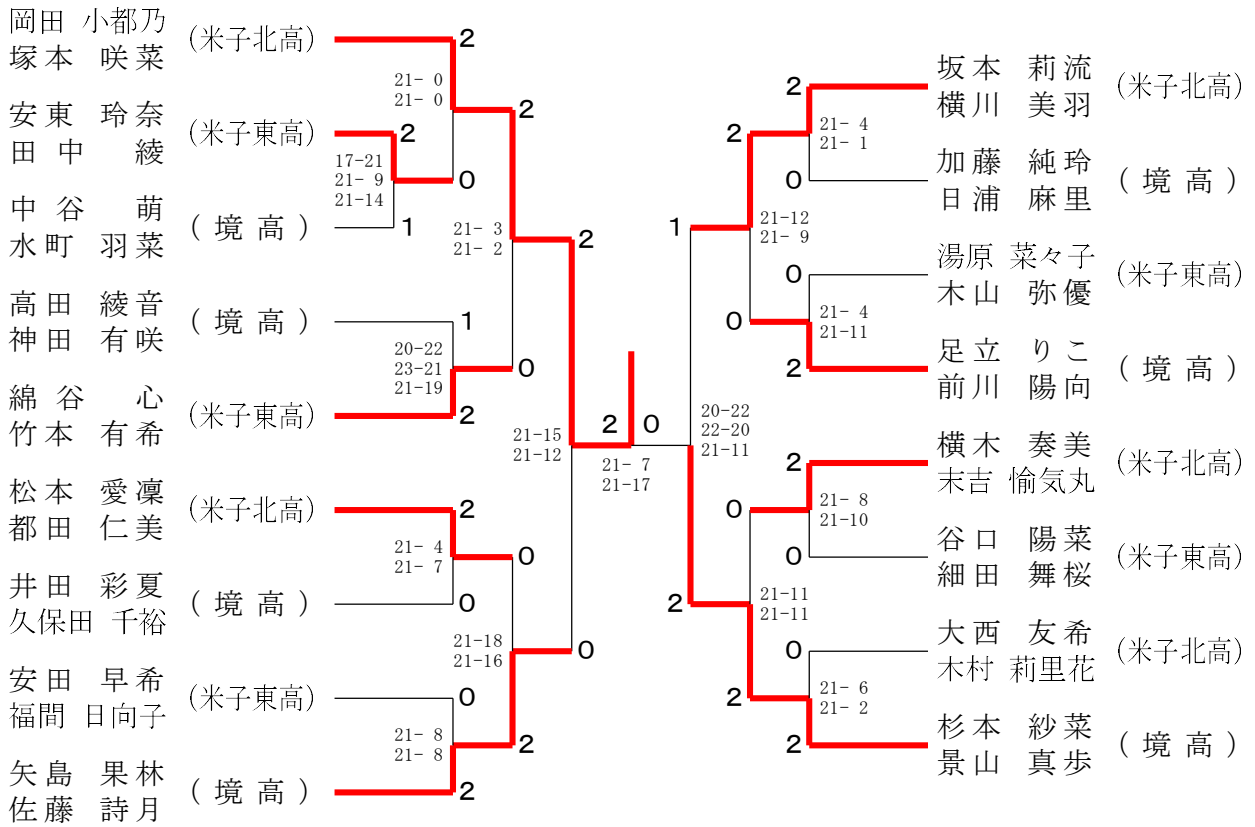 岡田 小都乃
塚本 咲菜
(米子北高)
2
21- 0
21- 0
2
安東 玲奈
田中 綾
(米子東高)
2
17-21
21- 9
21-14
0
中谷 萌
水町 羽菜
(境高)
1
21- 3
21- 2
2
高田 綾音
神田 有咲
(境高)
1
20-22
23-21
21-19
0
綿谷 心
竹本 有希
(米子東高)
2
21-15
21-12
松本 愛凜
都田 仁美
(米子北高)
2
21- 4
21- 7
0
井田 彩夏
久保田 千裕
(境高)
0
21-18
21-16
0
安田 早希
福間 日向子
(米子東高)
0
21- 8
21- 8
2
矢島 果林
佐藤 詩月
(境高)
2
2 0
21- 7
21-17
坂本 莉流
横川 美羽
(米子北高)
2
21- 4
21- 1
2
加藤 純玲
日浦 麻里
(境高)
0
21-12
21- 9
1
湯原 菜々子
木山 弥優
(米子東高)
0
21- 4
21-11
0
足立 りこ
前川 陽向
(境高)
2
20-22
22-20
21-11
横木 奏美
末吉 愉気丸
(米子北高)
2
21- 8
21-10
0
谷口 陽菜
細田 舞桜
(米子東高)
0
21-11
21-11
2
大西 友希
木村 莉里花
(米子北高)
0
21- 6
21- 2
2
杉本 紗菜
景山 真歩
(境高)
2